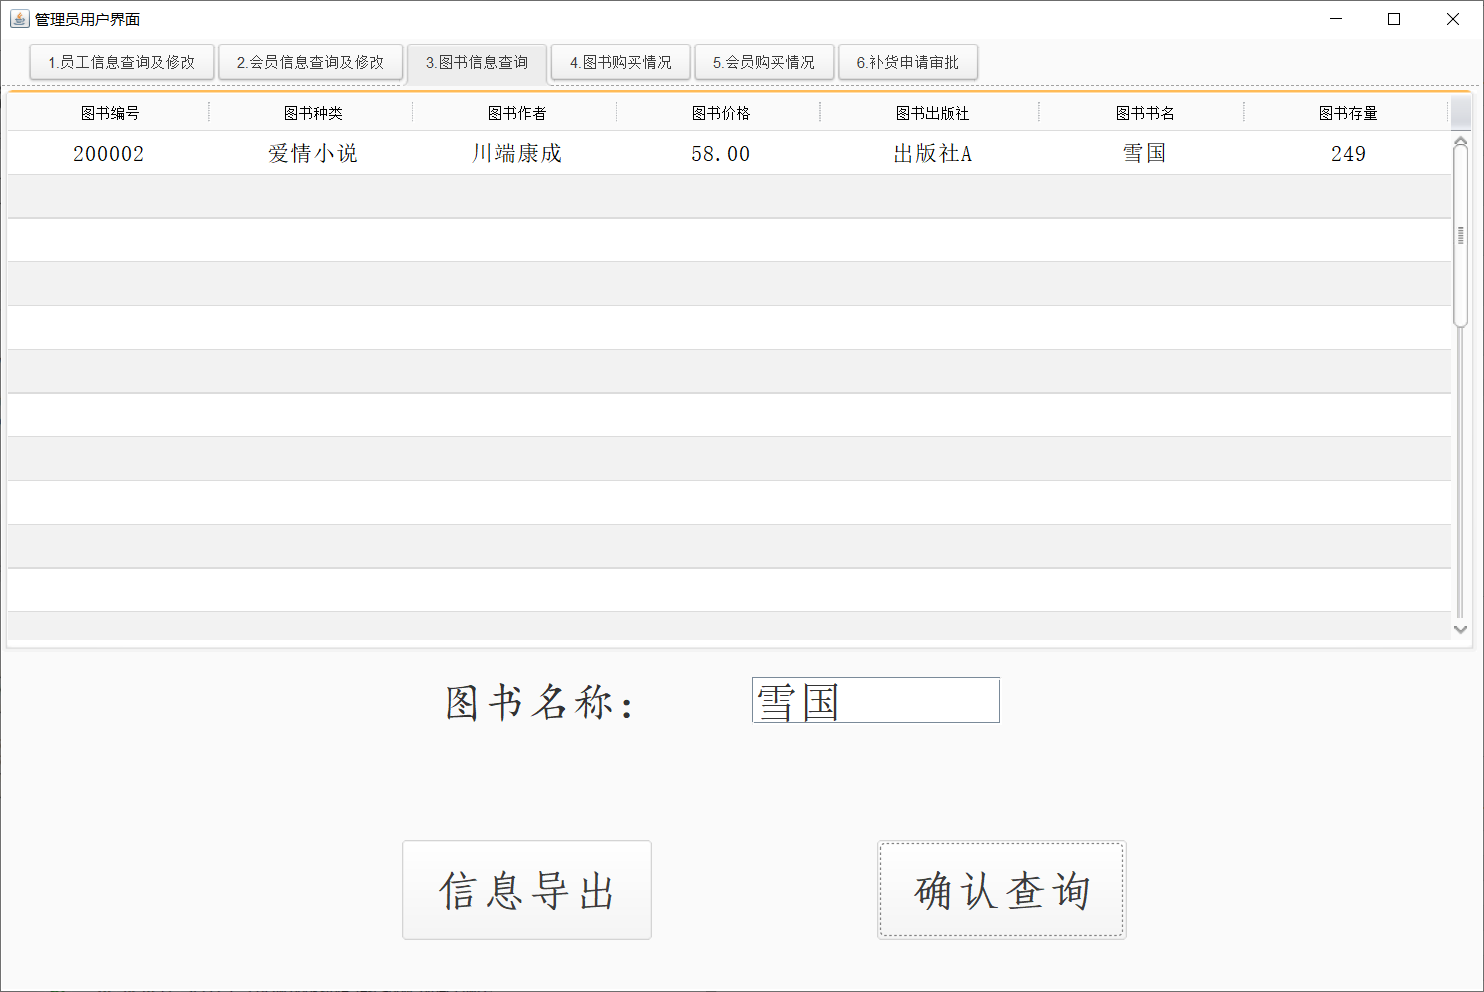 管理员用户界面
1.员工信息查询及修改 2.会员信息查询及修改 3.图书信息查询 4.图书购买情况 5.会员购买情况 6.补货申请审批
图书编号 图书种类 图书作者 图书价格 图书出版社 图书书名 图书存量
200002 爱情小说 川端康成 58.00 出版社A 雪国 249
图书名称： 雪国
信息导出 确认查询